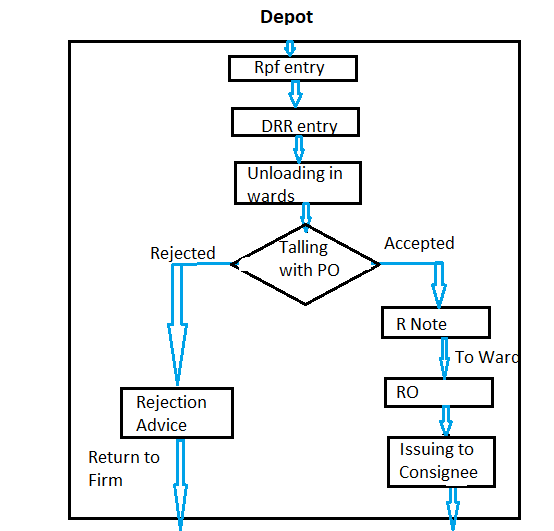 Depot
Rpf entry
DRR entry
Unloading in
wards
Talling
with PO
Rejected
Accepted
R Note
To Ward
RO
Rejection
Advice
Issuing to
Consignee
Return to
Firm